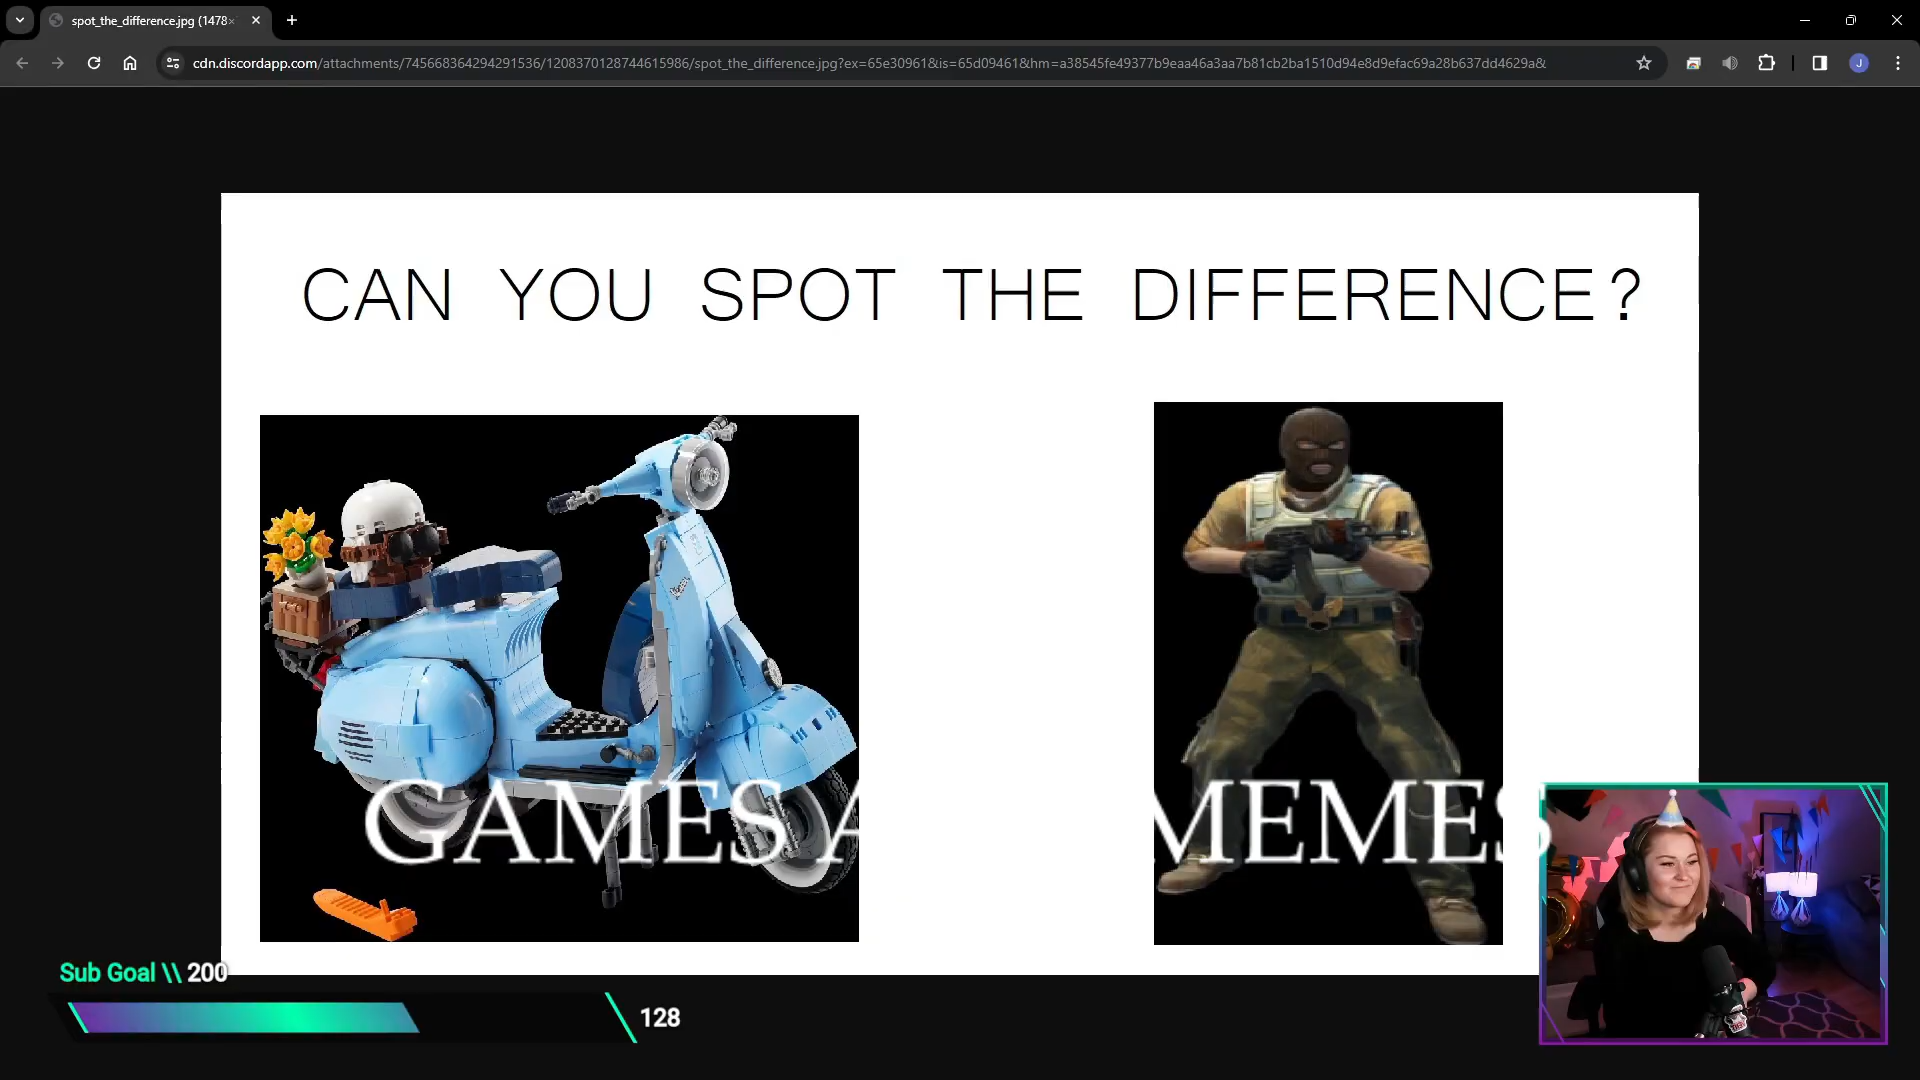 spot_the_difference.jpg (1478×
cdn.discordapp.com/attachments/745668364294291536/1208370128744615986/spot_the_difference.jpg?ex=65e30961&is=65d09461&hm=a38545fe49377b9eaa46a3aa7b81cb2ba1510d94e8d9efac69a28b637dd4629a&
J
CAN YOU SPOT THE DIFFERENCE?
GAMES A MEMES
Sub Goal \\ 200
128